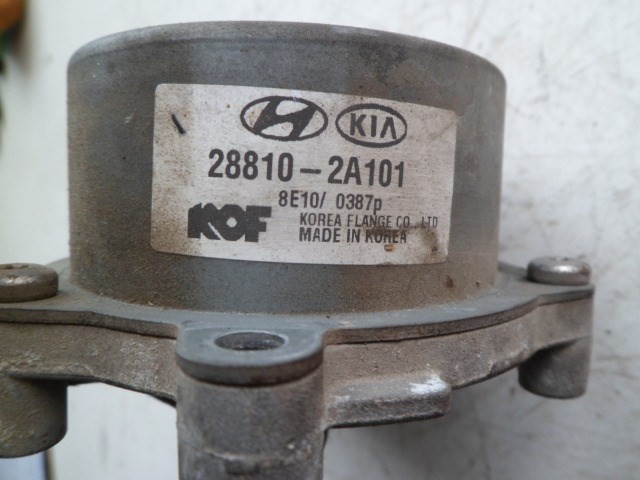 KIA
28810-2A101
8E10/ 0387p
KOF
KOREA FLANGE CO., LTD
MADE IN KOREA